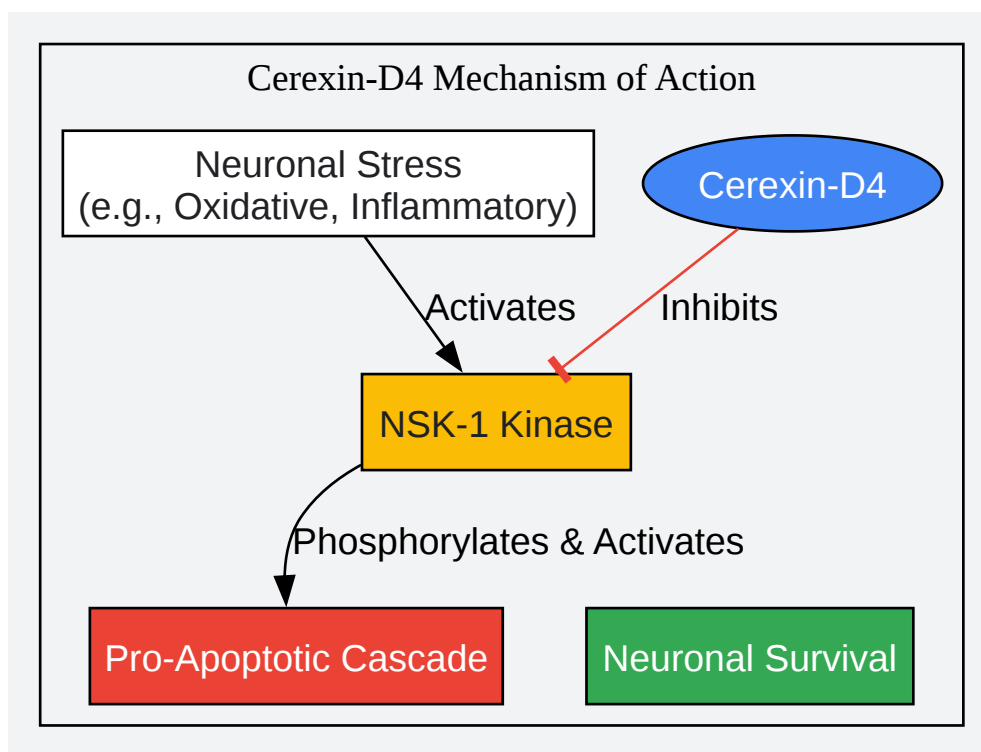 Cerexin-D4 Mechanism of Action
Neuronal Stress
(e.g., Oxidative, Inflammatory)
Cerexin-D4
Activates
Inhibits
NSK-1 Kinase
Phosphorylates & Activates
Pro-Apoptotic Cascade
Neuronal Survival